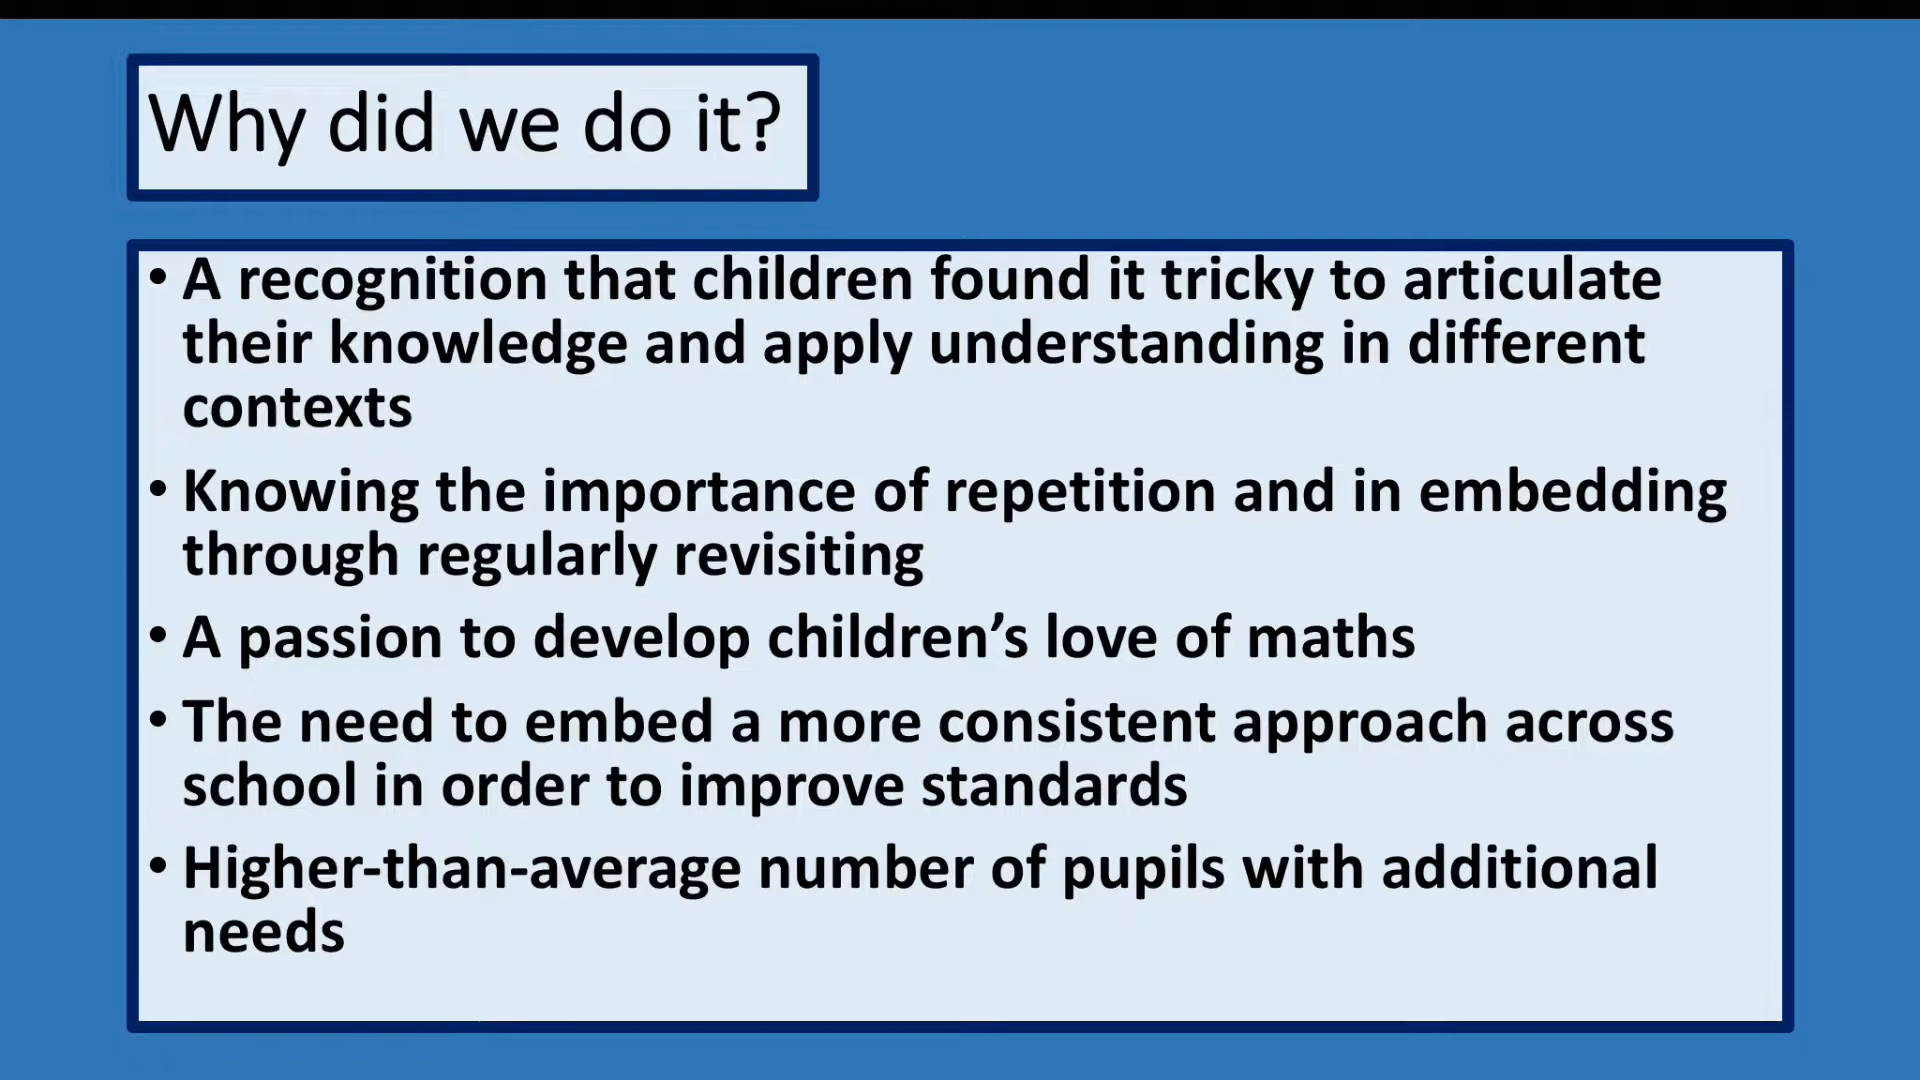 Why did we do it?
• A recognition that children found it tricky to articulate
their knowledge and apply understanding in different
contexts
• Knowing the importance of repetition and in embedding
through regularly revisiting
• A passion to develop children’s love of maths
• The need to embed a more consistent approach across
school in order to improve standards
• Higher-than-average number of pupils with additional
needs